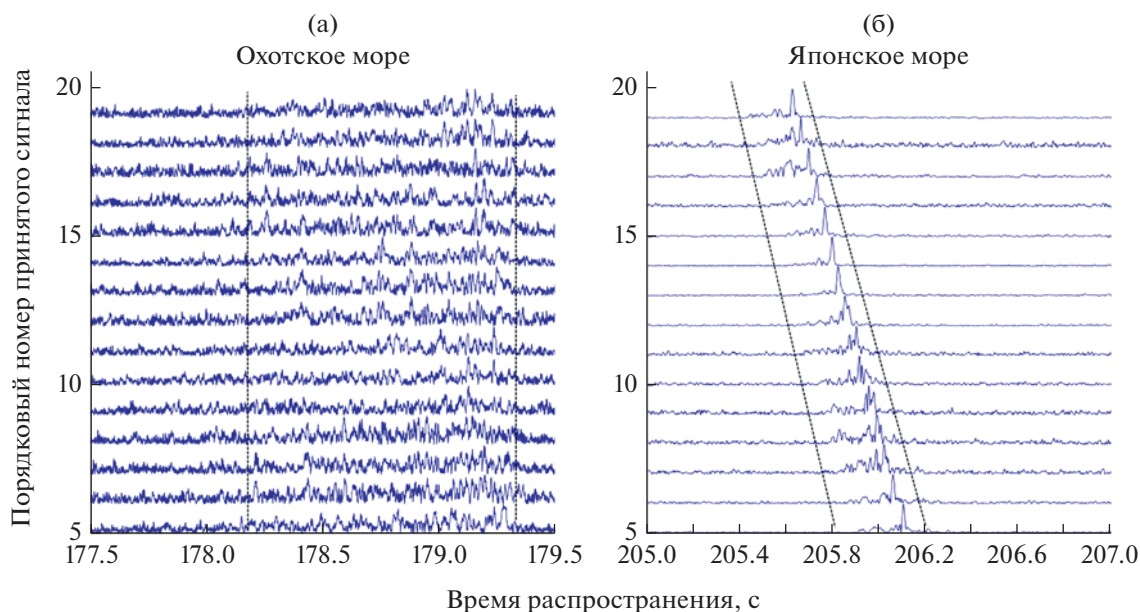 (а)
Охотское море
(б)
Японское море
Порядковый номер принятого сигнала
20
15
10
5
177.5 178.0 178.5 179.0 179.5
20
15
10
5
205.0 205.4 205.8 206.2 206.6 207.0
Время распространения, с